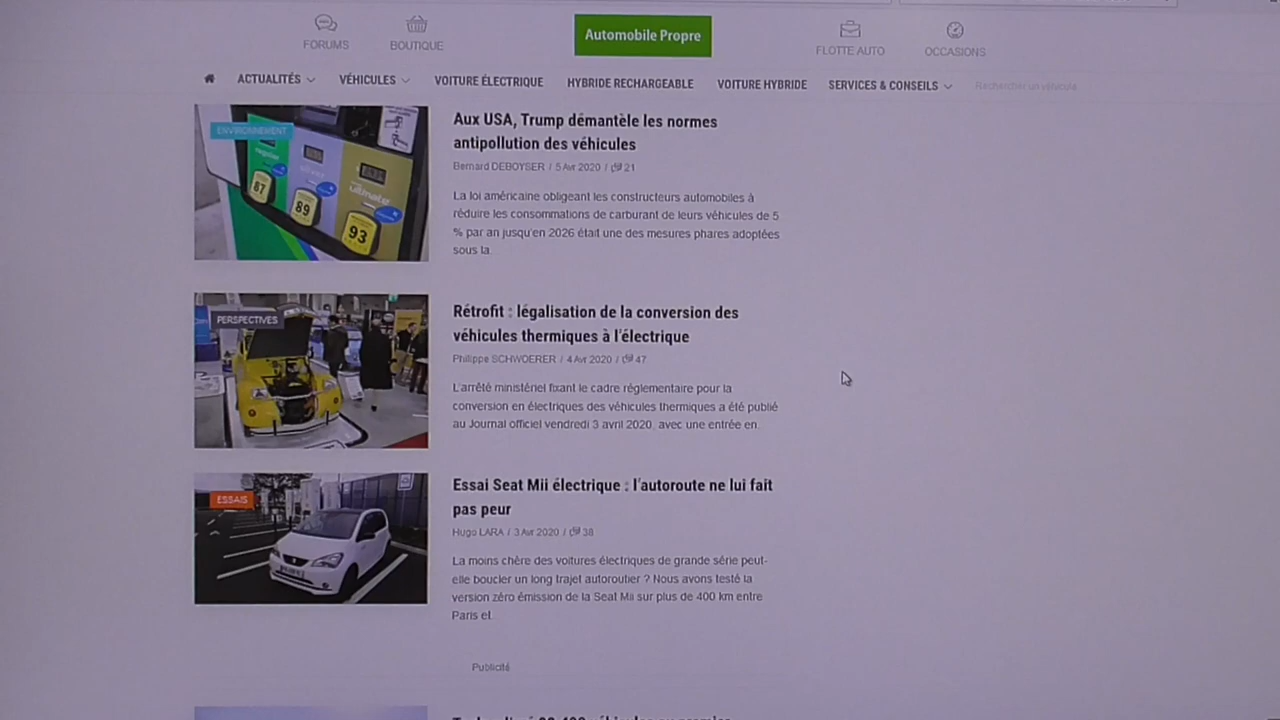 FORUMS
BOUTIQUE
Automobile Propre
FLOTTE AUTO
OCCASIONS
ACTUALITÉS
VÉHICULES
VOITURE ÉLECTRIQUE
HYBRIDE RECHARGEABLE
VOITURE HYBRIDE
SERVICES & CONSEILS
Rechercher un véhicule
ENVIRONNEMENT
87
89
93
ultimate
Aux USA, Trump démantèle les normes
antipollution des véhicules
Bernard DEBOYSER / 5 Avr 2020 / 21
La loi américaine obligeant les constructeurs automobiles à
réduire les consommations de carburant de leurs véhicules de 5
% par an jusqu'en 2026 était une des mesures phares adoptées
sous la
PERSPECTIVES
Rétrofit : légalisation de la conversion des
véhicules thermiques à l'électrique
Philippe SCHWOERER / 4 Avr 2020 / 47
L'arrêté ministériel fixant le cadre réglementaire pour la
conversion en électriques des véhicules thermiques a été publié
au Journal officiel vendredi 3 avril 2020, avec une entrée en
ESSAIS
Essai Seat Mii électrique : l'autoroute ne lui fait
pas peur
Hugo LARA / 3 Avr 2020 / 38
La moins chère des voitures électriques de grande série peut-
elle boucler un long trajet autoroutier ? Nous avons testé la
version zéro émission de la Seat Mii sur plus de 400 km entre
Paris et
Publicité